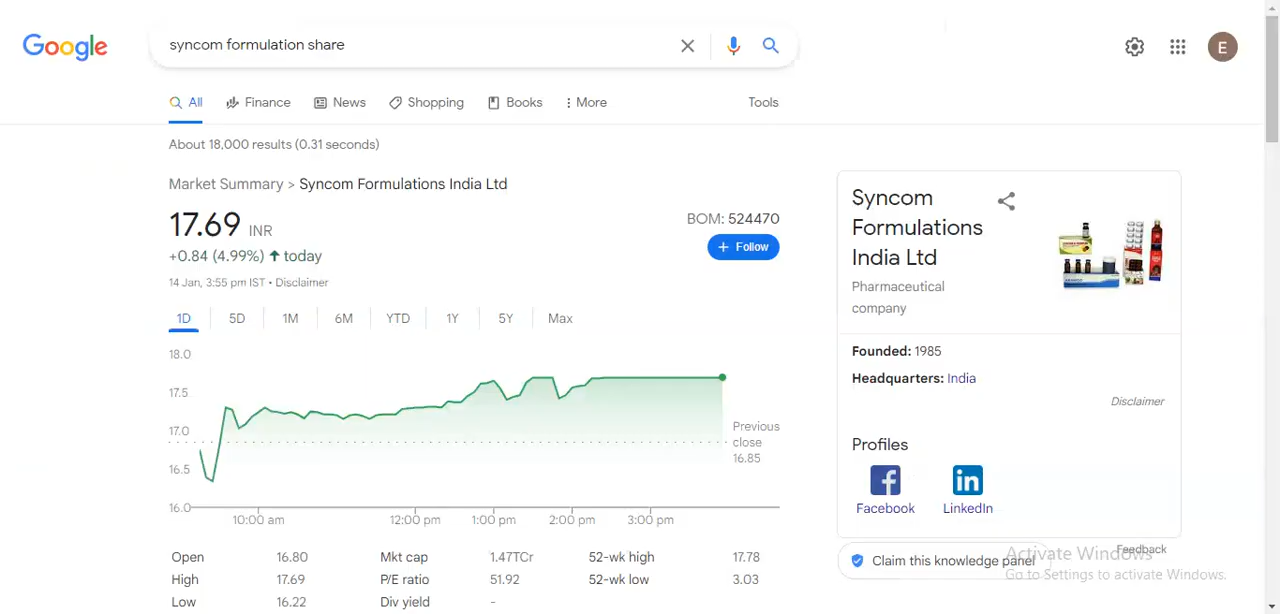 Google
syncom formulation share
E
All Finance News Shopping Books More Tools
About 18,000 results (0.31 seconds)
Market Summary > Syncom Formulations India Ltd
17.69 INR
+0.84 (4.99%) ↑ today
14 Jan, 3:55 pm IST • Disclaimer
BOM: 524470
+ Follow
1D 5D 1M 6M YTD 1Y 5Y Max
18.0
17.5
17.0
16.5
16.0
Previous
close
16.85
10:00 am 12:00 pm 1:00 pm 2:00 pm 3:00 pm
Open 16.80 Mkt cap 1.47TCr 52-wk high 17.78
High 17.69 P/E ratio 51.92 52-wk low 3.03
Low 16.22 Div yield -
Syncom
Formulations
India Ltd
Pharmaceutical
company
Founded: 1985
Headquarters: India
Disclaimer
Profiles
Facebook LinkedIn
Feedback
Claim this knowledge panel
Activate Windows
Go to Settings to activate Windows.